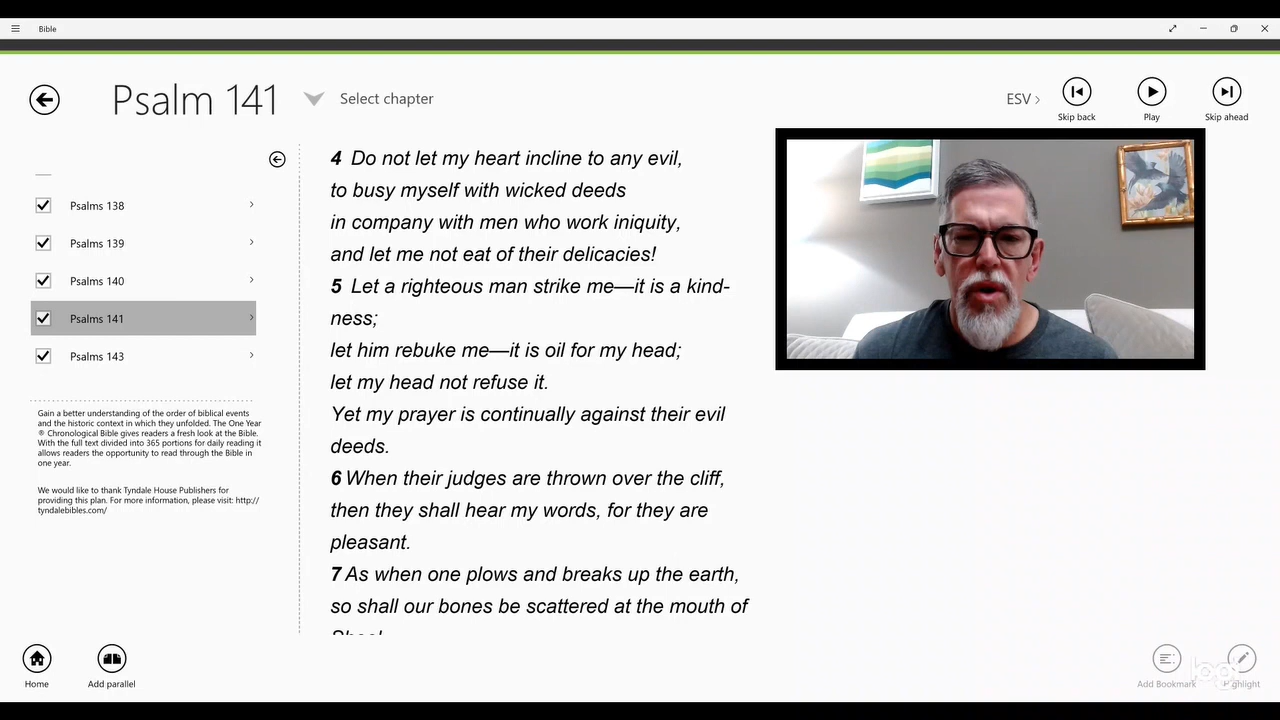 Bible
Psalm 141
Select chapter
ESV
Skip back
Play
Skip ahead
Psalms 138
Psalms 139
Psalms 140
Psalms 141
Psalms 143
Gain a better understanding of the order of biblical events
and the historic context in which they unfolded. The One Year
® Chronological Bible gives readers a fresh look at the Bible.
With the full text divided into 365 portions for daily reading it
allows readers the opportunity to read through the Bible in
one year.
We would like to thank Tyndale House Publishers for
providing this plan. For more information, please visit: http://
tyndalebibles.com/
4 Do not let my heart incline to any evil,
to busy myself with wicked deeds
in company with men who work iniquity,
and let me not eat of their delicacies!
5 Let a righteous man strike me—it is a kind-
ness;
let him rebuke me—it is oil for my head;
let my head not refuse it.
Yet my prayer is continually against their evil
deeds.
6 When their judges are thrown over the cliff,
then they shall hear my words, for they are
pleasant.
7 As when one plows and breaks up the earth,
so shall our bones be scattered at the mouth of
Home
Add parallel
Add Bookmark
Highlight
logi